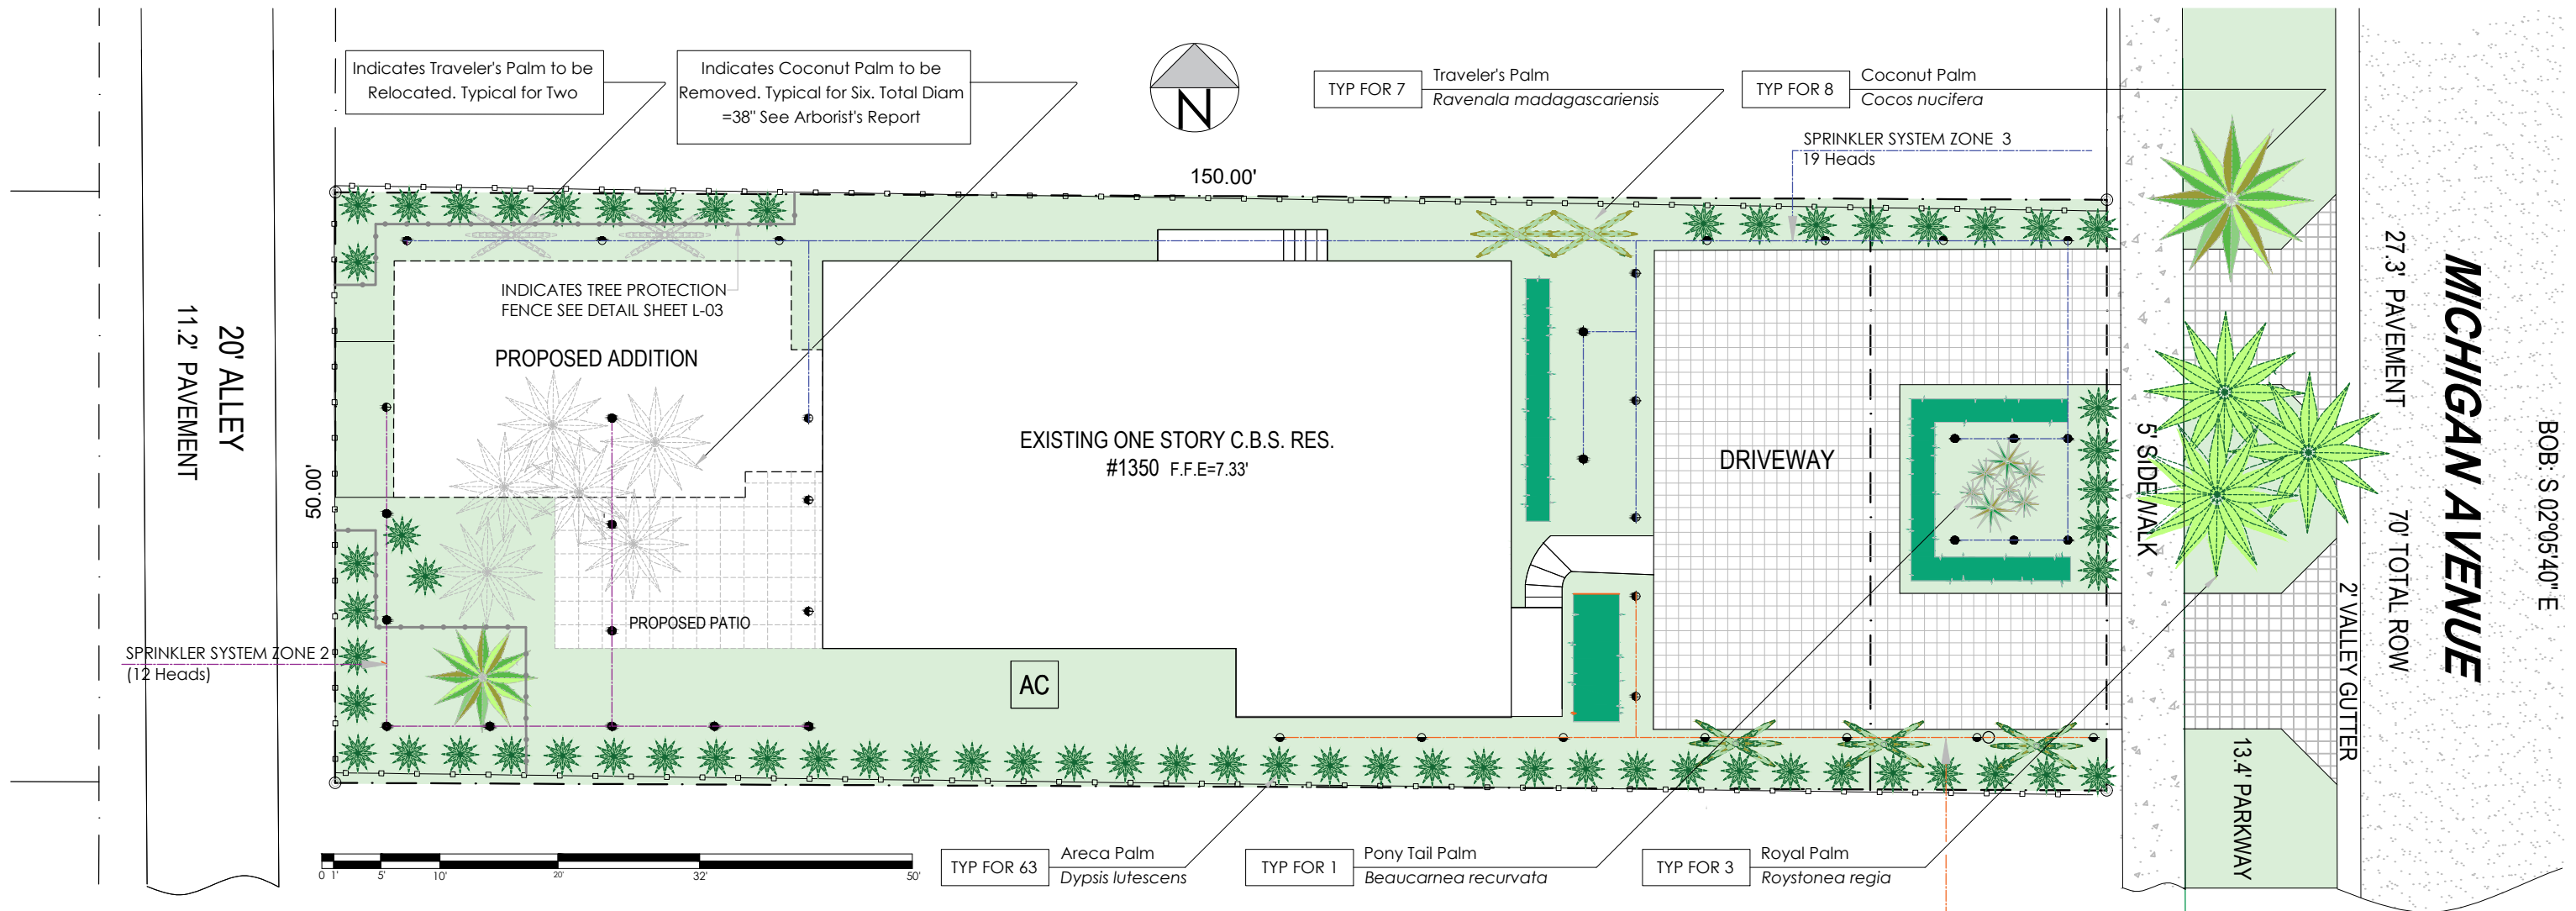 Indicates Traveler's Palm to be
Relocated. Typical for Two
Indicates Coconut Palm to be
Removed. Typical for Six. Total Diam
=38" See Arborist's Report
N
TYP FOR 7
Traveler's Palm
Ravenala madagascariensis
TYP FOR 8
Coconut Palm
Cocos nucifera
SPRINKLER SYSTEM ZONE 3
19 Heads
150.00'
INDICATES TREE PROTECTION
FENCE SEE DETAIL SHEET L-03
PROPOSED ADDITION
20' ALLEY
11.2' PAVEMENT
50.00'
EXISTING ONE STORY C.B.S. RES.
#1350 F.F.E=7.33'
DRIVEWAY
5' SIDEWALK
27.3' PAVEMENT
70' TOTAL ROW
MICHIGAN AVENUE
BOB: S 02°05'40"E
2' VALLEY GUTTER
13.4' PARKWAY
PROPOSED PATIO
SPRINKLER SYSTEM ZONE 2
(12 Heads)
AC
0 1' 5' 10' 20' 32' 50'
TYP FOR 63
Areca Palm
Dypsis lutescens
TYP FOR 1
Pony Tail Palm
Beaucarnea recurvata
TYP FOR 3
Royal Palm
Roystonea regia